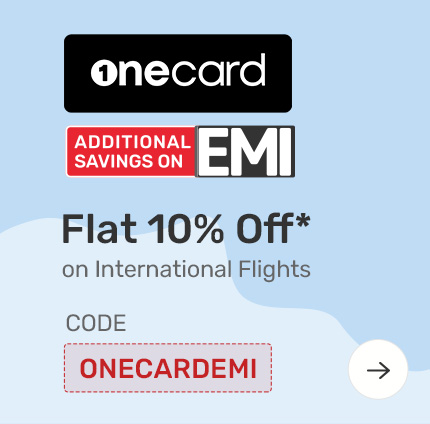 onecard
ADDITIONAL
SAVINGS ON EMI
Flat 10% Off*
on International Flights
CODE
ONECARDEMI